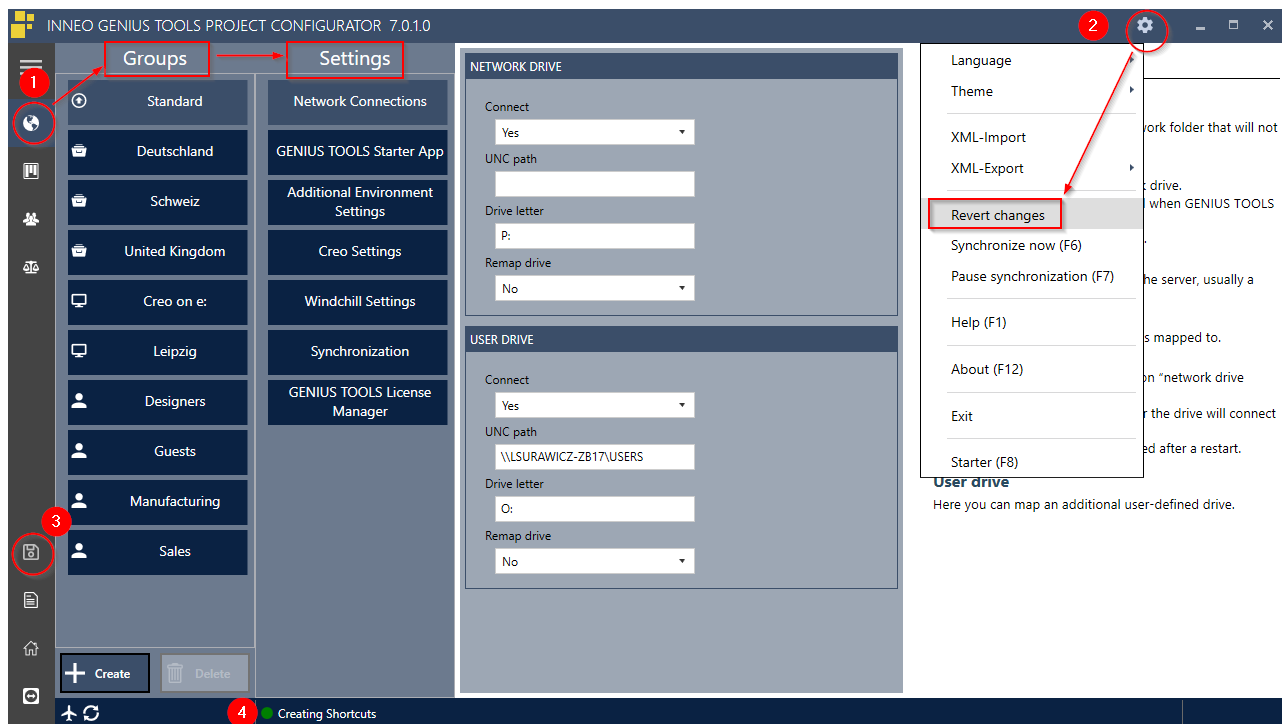 INNEO GENIUS TOOLS PROJECT CONFIGURATOR 7.0.1.0
2
1
Groups
Settings
Standard
Deutschland
Schweiz
United Kingdom
Creo on e:
Leipzig
Designers
Guests
Manufacturing
Sales
3
Create
Delete
Network Connections
GENIUS TOOLS Starter App
Additional Environment
Settings
Creo Settings
Windchill Settings
Synchronization
GENIUS TOOLS License
Manager
NETWORK DRIVE
Connect
Yes
UNC path
Drive letter
P:
Remap drive
No
USER DRIVE
Connect
Yes
UNC path
\\LSURAWICZ-ZB17\USERS
Drive letter
O:
Remap drive
No
Language
Theme
XML-Import
XML-Export
Revert changes
Synchronize now (F6)
Pause synchronization (F7)
Help (F1)
About (F12)
Exit
Starter (F8)
folder that will not
drive.
when GENIUS TOOLS
the server, usually a
is mapped to.
on "network drive
the drive will connect
after a restart.
User drive
Here you can map an additional user-defined drive.
4
Creating Shortcuts